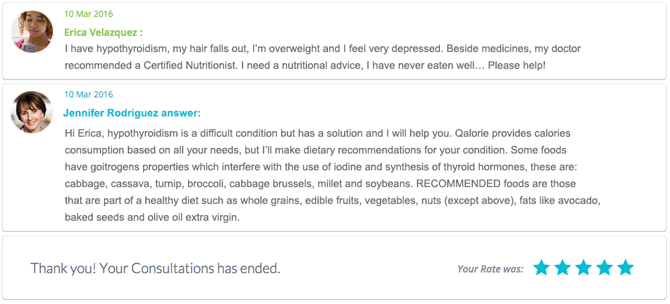 10 Mar 2016
Erica Velazquez :
I have hypothyroidism, my hair falls out, I'm overweight and I feel very depressed. Beside medicines, my doctor
recommended a Certified Nutritionist. I need a nutritional advice, I have never eaten well... Please help!
10 Mar 2016
Jennifer Rodriguez answer:
Hi Erica, hypothyroidism is a difficult condition but has a solution and I will help you. Qalorie provides calories
consumption based on all your needs, but I'll make dietary recommendations for your condition. Some foods
have goitrogens properties which interfere with the use of iodine and synthesis of thyroid hormones, these are:
cabbage, cassava, turnip, broccoli, cabbage brussels, millet and soybeans. RECOMMENDED foods are those
that are part of a healthy diet such as whole grains, edible fruits, vegetables, nuts (except above), fats like avocado,
baked seeds and olive oil extra virgin.
Thank you! Your Consultations has ended.
Your Rate was: